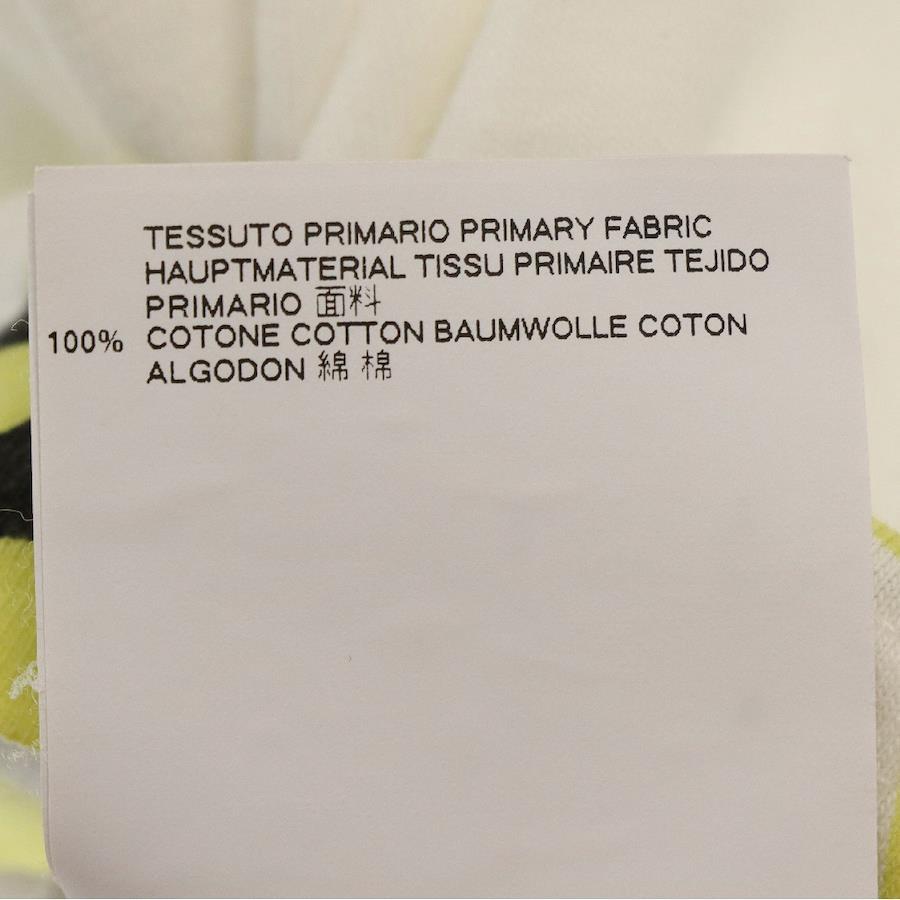 TESSUTO PRIMARIO PRIMARY FABRIC
HAUPTMATERIAL TISSU PRIMAIRE TEJIDO
PRIMARIO 面料
100% COTONE COTTON BAUMWOLLE COTON
ALGODON 綿 棉